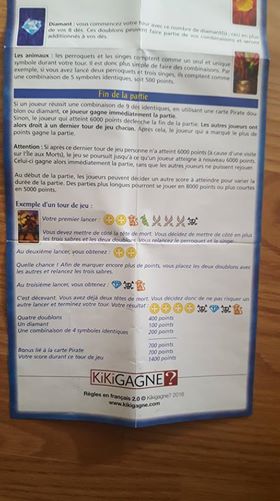 Diamant : vous commencez votre tour avec ce nombre de diamant(s), ceci en plus
de vos 8 dés. Ces doublons peuvent faire partie de vos combinaisons et seront
additionnés à vos dés.
Les animaux : les perroquets et les singes comptent comme un seul et unique
symbole durant votre tour. Il est donc plus simple de faire des combinaisons. Par
exemple, si vous avez lancé deux perroquets et trois singes, ils comptent comme
une combinaison de 5 symboles identiques, soit 500 points.
Fin de la partie
Si un joueur réussit une combinaison de 9 dés identiques, en utilisant une carte Pirate dou-
blon ou diamant, ce joueur gagne immédiatement la partie.
Sinon, le joueur qui atteint 6000 points déclenche la fin de la partie. Les autres joueurs ont
alors droit à un dernier tour de jeu chacun. Après cela, le joueur qui a marqué le plus de
points gagne la partie.
Attention : Si après ce dernier tour de jeu personne n'a atteint 6000 points (à cause d'une visite
sur l'Île aux Morts), le jeu se poursuit jusqu'à ce qu'un joueur atteigne à nouveau 6000 points.
Celui-ci gagne alors immédiatement la partie, sans que les autres joueurs ne puissent rejouer.
Au début de la partie, les joueurs peuvent décider un autre score à atteindre pour varier la
durée de la partie. Des parties plus longues pourront se jouer en 8000 points ou plus courtes
en 5000 points.
Exemple d'un tour de jeu :
Votre premier lancer :
Vous devez mettre de côté la tête de mort. Vous décidez de mettre de côté en plus
les trois sabres et les deux doublons. Vous relancez le perroquet et le singe.
Au deuxième lancer, vous obtenez :
Quelle chance ! Afin de marquer encore plus de points, vous placez les deux doublons avec
les autres et relancez les trois sabres.
Au troisième lancer, vous obtenez :
C'est décevant. Vous avez déjà deux têtes de mort. Vous décidez donc de ne pas risquer un
autre lancer et terminez votre tour. Votre résultat :
Quatre doublons 400 points
Un diamant 100 points
Une combinaison de 4 symboles identiques 200 points
700 points
Bonus lié à la carte Pirate 700 points
Votre score durant ce tour de jeu 1400 points
KiKiGAGNE?
Règles en français 2.0 © Kikigagne? 2016
www.kikigagne.com